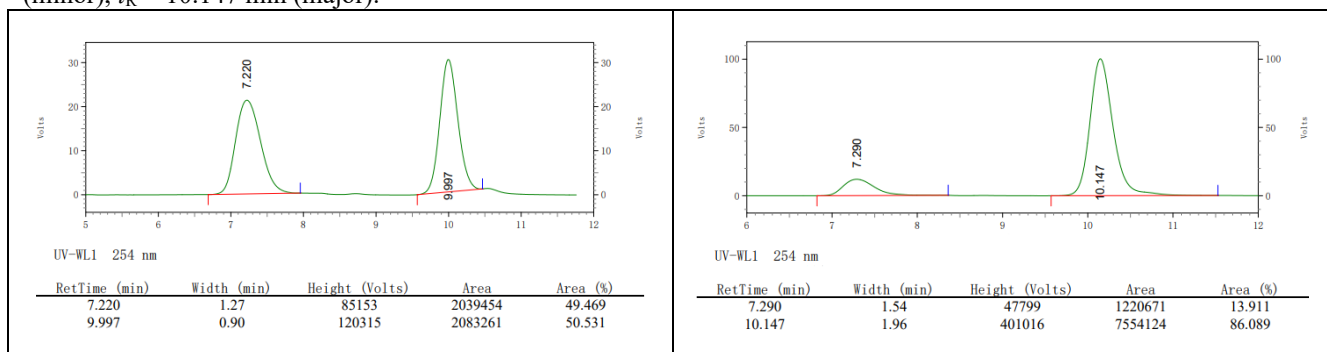 (minor), tR = 10.147 min (major).
7.220
9.997
30
20
10
0
30
20
10
0
Volts
Volts
5 6 7 8 9 10 11 12
UV-WL1 254 nm
RetTime (min) Width (min) Height (Volts) Area Area (%)
7.220 1.27 85153 2039454 49.469
9.997 0.90 120315 2083261 50.531
7.290
10.147
100
50
0
100
50
0
Volts
Volts
6 7 8 9 10 11 12
UV-WL1 254 nm
RetTime (min) Width (min) Height (Volts) Area Area (%)
7.290 1.54 47799 1220671 13.911
10.147 1.96 401016 7554124 86.089